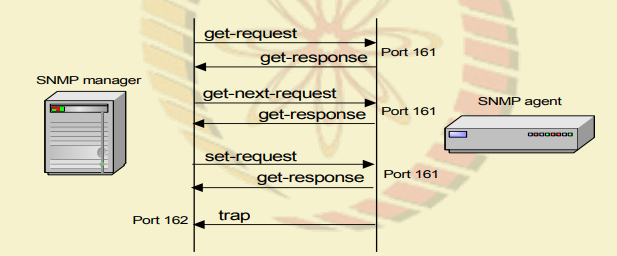 get-request
Port 161
get-response
SNMP manager
get-next-request
SNMP agent
Port 161
get-response
set-request
Port 161
get-response
Port 162
trap